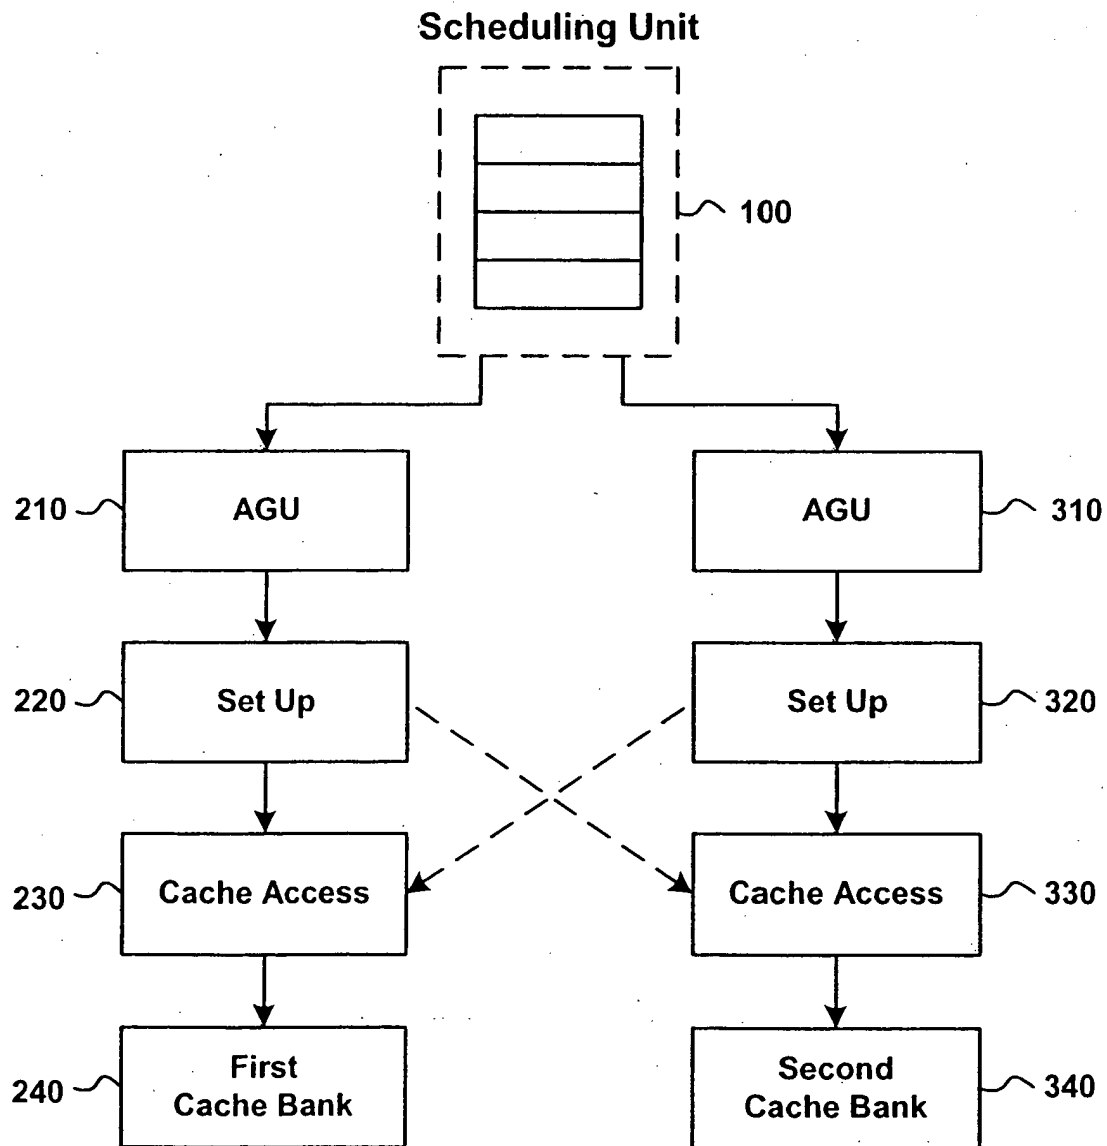 Scheduling Unit
100
210
AGU
AGU
310
220
Set Up
Set Up
320
230
Cache Access
Cache Access
330
240
First
Cache Bank
Second
Cache Bank
340